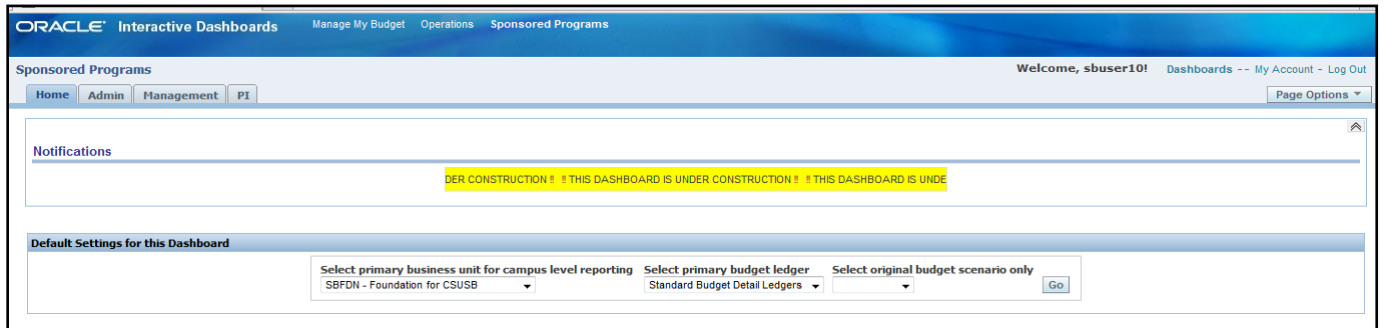 ORACLE Interactive Dashboards Manage My Budget Operations Sponsored Programs
Sponsored Programs Welcome, sbuser10! Dashboards -- My Account - Log Out
Home Admin Management PI Page Options
Notifications
DER CONSTRUCTION !! !! THIS DASHBOARD IS UNDER CONSTRUCTION !! !! THIS DASHBOARD IS UNDE
Default Settings for this Dashboard
Select primary business unit for campus level reporting Select primary budget ledger Select original budget scenario only
SBFDN - Foundation for CSUSB Standard Budget Detail Ledgers Go